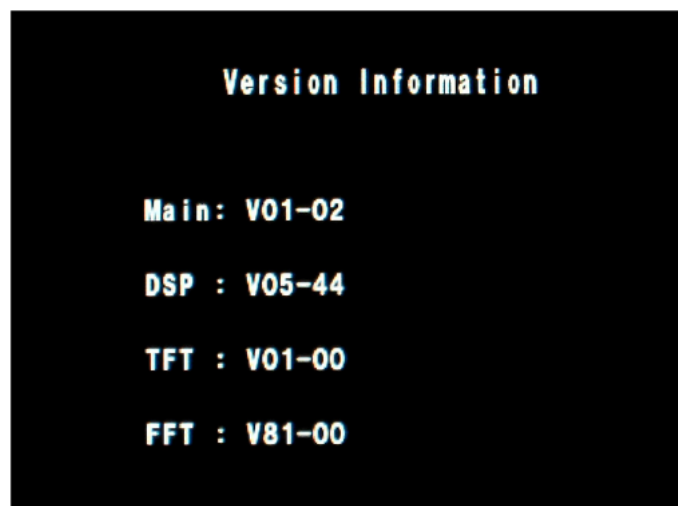 Version Information
Main: V01-02
DSP : V05-44
TFT : V01-00
FFT : V81-00